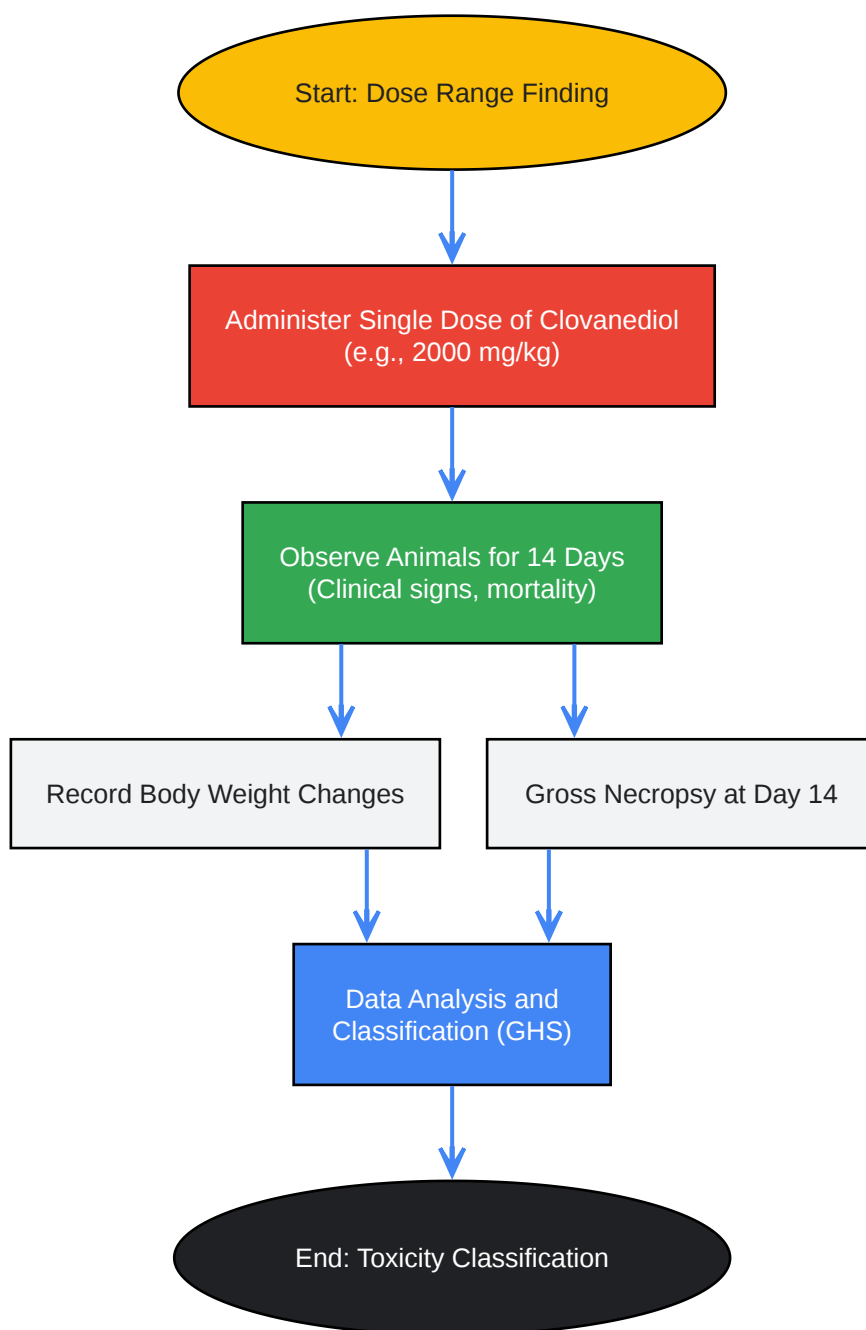 Start: Dose Range Finding
Administer Single Dose of Clovanediol
(e.g., 2000 mg/kg)
Observe Animals for 14 Days
(Clinical signs, mortality)
Record Body Weight Changes
Gross Necropsy at Day 14
Data Analysis and
Classification (GHS)
End: Toxicity Classification